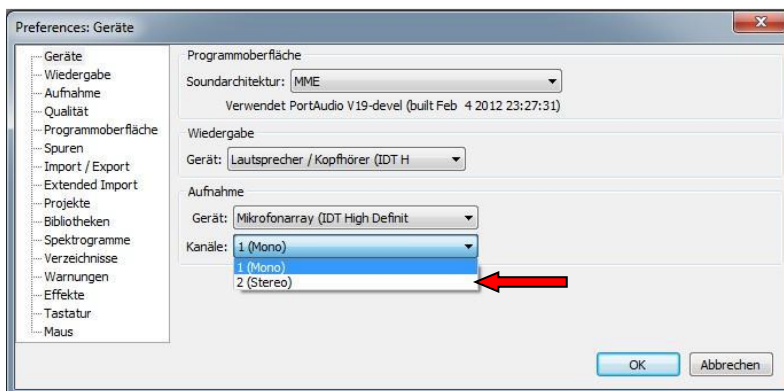 Preferences: Geräte
Geräte
Wiedergabe
Aufnahme
Qualität
Programmoberfläche
Spuren
Import / Export
Extended Import
Projekte
Bibliotheken
Spektrogramme
Verzeichnisse
Warnungen
Effekte
Tastatur
Maus
Programmoberfläche
Soundarchitektur: MME
Verwendet PortAudio V19-devel (built Feb 4 2012 23:27:31)
Wiedergabe
Gerät: Lautsprecher / Kopfhörer (IDT H
Aufnahme
Gerät: Mikrofonarray (IDT High Definit
Kanäle: 1 (Mono)
1 (Mono)
2 (Stereo)
OK Abbrechen